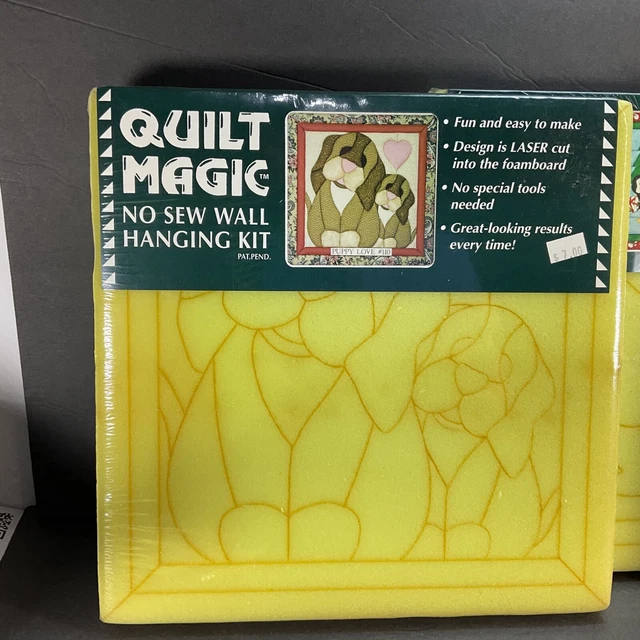 QUILT
MAGIC™
NO SEW WALL
HANGING KIT
PAT.PEND.
PUPPY LOVE #110
• Fun and easy to make
• Design is LASER cut
into the foamboard
• No special tools
needed
• Great-looking results
every time!
$7.00